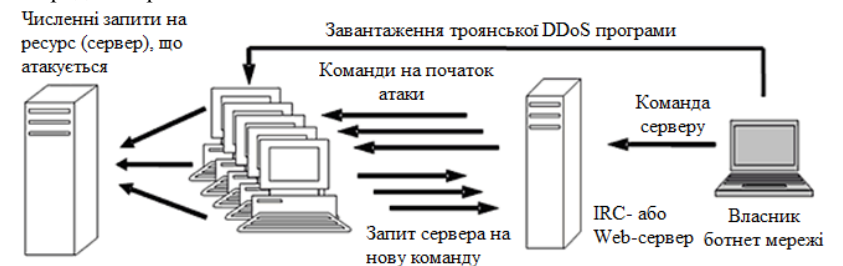 Численні запити на
ресурс (сервер), що
атакується
Завантаження троянської DDoS програми
Команди на початок
атаки
Команда
серверу
Запит сервера на
нову команду
IRC- або
Web-сервер
Власник
ботнет мережі